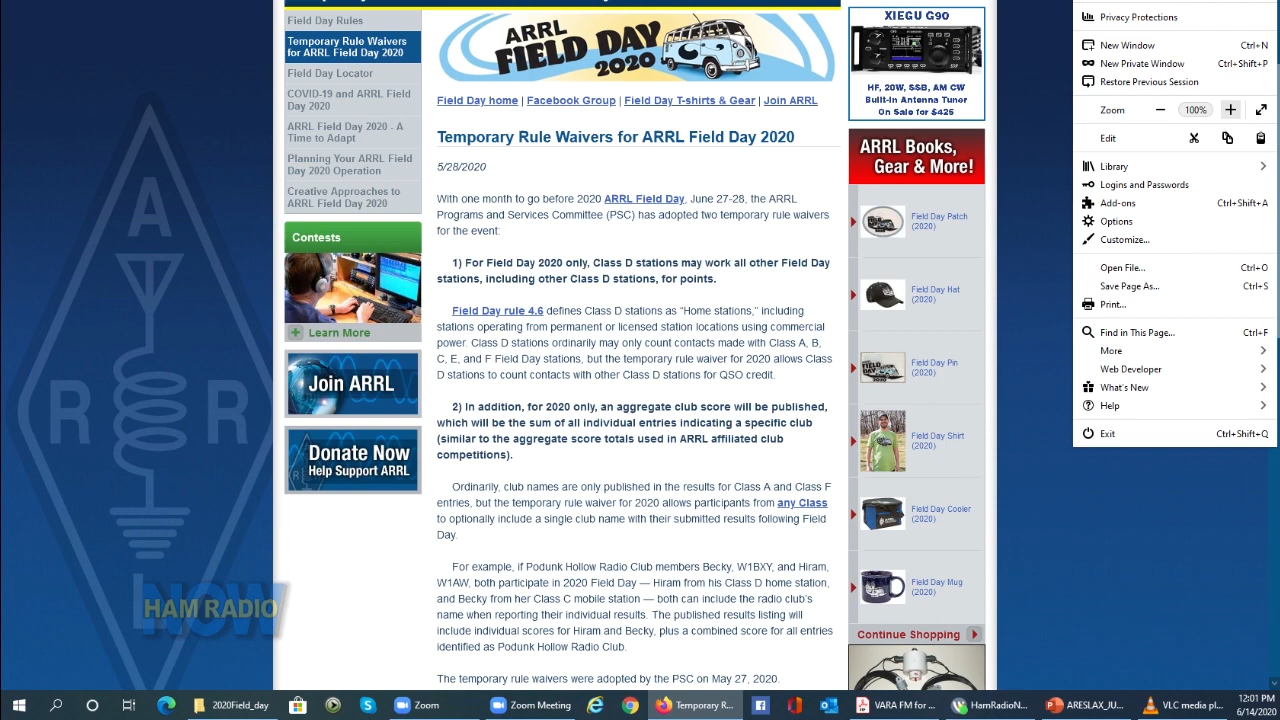 Field Day Rules
Temporary Rule Waivers
for ARRL Field Day 2020
Field Day Locator
COVID-19 and ARRL Field
Day 2020
ARRL Field Day 2020 - A
Time to Adapt
Planning Your ARRL Field
Day 2020 Operation
Creative Approaches to
ARRL Field Day 2020
Contests
Learn More
Join ARRL
Donate Now
Help Support ARRL
A
R R
L
HAM RADIO
NOW
ARRL
FIELD DAY
2020
Field Day home | Facebook Group | Field Day T-shirts & Gear | Join ARRL
Temporary Rule Waivers for ARRL Field Day 2020
5/28/2020
With one month to go before 2020 ARRL Field Day, June 27-28, the ARRL
Programs and Services Committee (PSC) has adopted two temporary rule waivers
for the event:
1) For Field Day 2020 only, Class D stations may work all other Field Day
stations, including other Class D stations, for points.
Field Day rule 4.6 defines Class D stations as "Home stations," including
stations operating from permanent or licensed station locations using commercial
power. Class D stations ordinarily may only count contacts made with Class A, B,
C, E, and F Field Day stations, but the temporary rule waiver for 2020 allows Class
D stations to count contacts with other Class D stations for QSO credit.
2) In addition, for 2020 only, an aggregate club score will be published,
which will be the sum of all individual entries indicating a specific club
(similar to the aggregate score totals used in ARRL affiliated club
competitions).
Ordinarily, club names are only published in the results for Class A and Class F
entries, but the temporary rule waiver for 2020 allows participants from any Class
to optionally include a single club name with their submitted results following Field
Day.
For example, if Podunk Hollow Radio Club members Becky, W1BXY, and Hiram,
W1AW, both participate in 2020 Field Day — Hiram from his Class D home station,
and Becky from her Class C mobile station — both can include the radio club's
name when reporting their individual results. The published results listing will
include individual scores for Hiram and Becky, plus a combined score for all entries
identified as Podunk Hollow Radio Club.
The temporary rule waivers were adopted by the PSC on May 27, 2020.
XIEGU G90
HF, 20W, SSB, AM CW
Built-in Antenna Tuner
On Sale for $425
ARRL Books,
Gear & More!
Field Day Patch
(2020)
Field Day Hat
(2020)
Field Day Pin
(2020)
Field Day Shirt
(2020)
Field Day Cooler
(2020)
Field Day Mug
(2020)
Continue Shopping
Privacy Protections
New Window Ctrl+N
New Private Window Ctrl+Shift+P
Restore Previous Session
Zoom 100%
Edit
Library
Logins and Passwords
Add-ons Ctrl+Shift+A
Options
Customize...
Open File... Ctrl+O
Save Page As... Ctrl+S
Print...
Find in This Page... Ctrl+F
More
Web Developer
What's New
Help
Exit Ctrl+Shift+Q
2020Field_day
Zoom
Zoom Meeting
Temporary R...
VARA FM for ...
HamRadioN...
ARESLAX_JU...
VLC media pl...
12:01 PM
6/14/2020